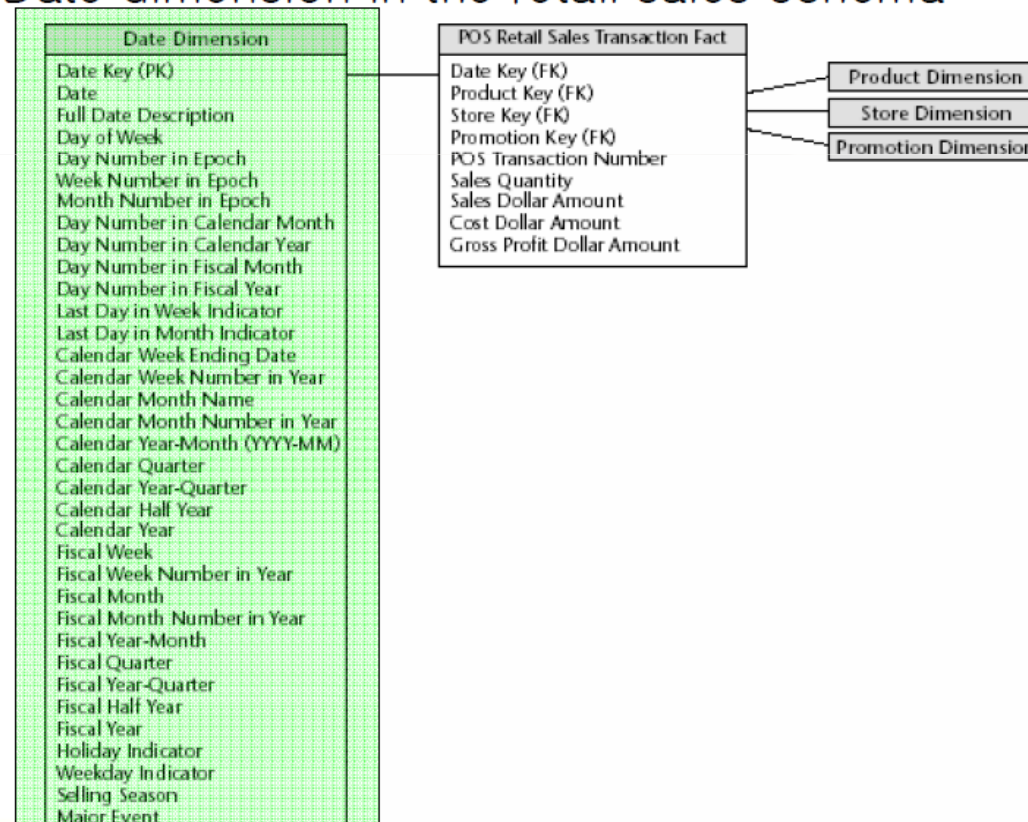 Date dimension in the retail sales schema
Date Dimension
Date Key (PK)
Date
Full Date Description
Day of Week
Day Number in Epoch
Week Number in Epoch
Month Number in Epoch
Day Number in Calendar Month
Day Number in Calendar Year
Day Number in Fiscal Month
Day Number in Fiscal Year
Last Day in Week Indicator
Last Day in Month Indicator
Calendar Week Ending Date
Calendar Week Number in Year
Calendar Month Name
Calendar Month Number in Year
Calendar Year-Month (YYYY-MM)
Calendar Quarter
Calendar Year-Quarter
Calendar Half Year
Calendar Year
Fiscal Week
Fiscal Week Number in Year
Fiscal Month
Fiscal Month Number in Year
Fiscal Year-Month
Fiscal Quarter
Fiscal Year-Quarter
Fiscal Half Year
Fiscal Year
Holiday Indicator
Weekday Indicator
Selling Season
Major Event
POS Retail Sales Transaction Fact
Date Key (FK)
Product Key (FK)
Store Key (FK)
Promotion Key (FK)
POS Transaction Number
Sales Quantity
Sales Dollar Amount
Cost Dollar Amount
Gross Profit Dollar Amount
Product Dimension
Store Dimension
Promotion Dimension